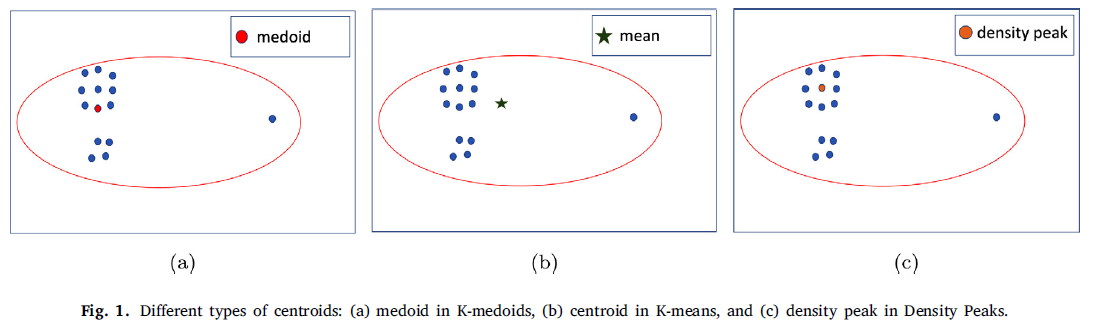 medoid
mean
density peak
(a)
(b)
(c)
Fig. 1. Different types of centroids: (a) medoid in K-medoids, (b) centroid in K-means, and (c) density peak in Density Peaks.